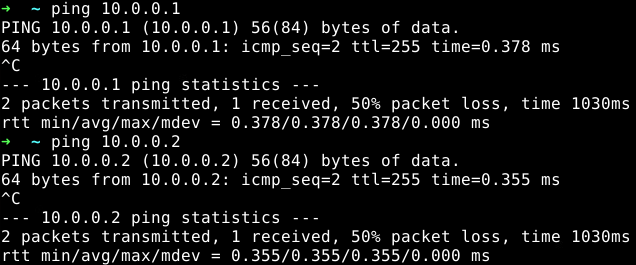 ➜  ~ ping 10.0.0.1
PING 10.0.0.1 (10.0.0.1) 56(84) bytes of data.
64 bytes from 10.0.0.1: icmp_seq=2 ttl=255 time=0.378 ms
^C
--- 10.0.0.1 ping statistics ---
2 packets transmitted, 1 received, 50% packet loss, time 1030ms
rtt min/avg/max/mdev = 0.378/0.378/0.378/0.000 ms
➜  ~ ping 10.0.0.2
PING 10.0.0.2 (10.0.0.2) 56(84) bytes of data.
64 bytes from 10.0.0.2: icmp_seq=2 ttl=255 time=0.355 ms
^C
--- 10.0.0.2 ping statistics ---
2 packets transmitted, 1 received, 50% packet loss, time 1030ms
rtt min/avg/max/mdev = 0.355/0.355/0.355/0.000 ms